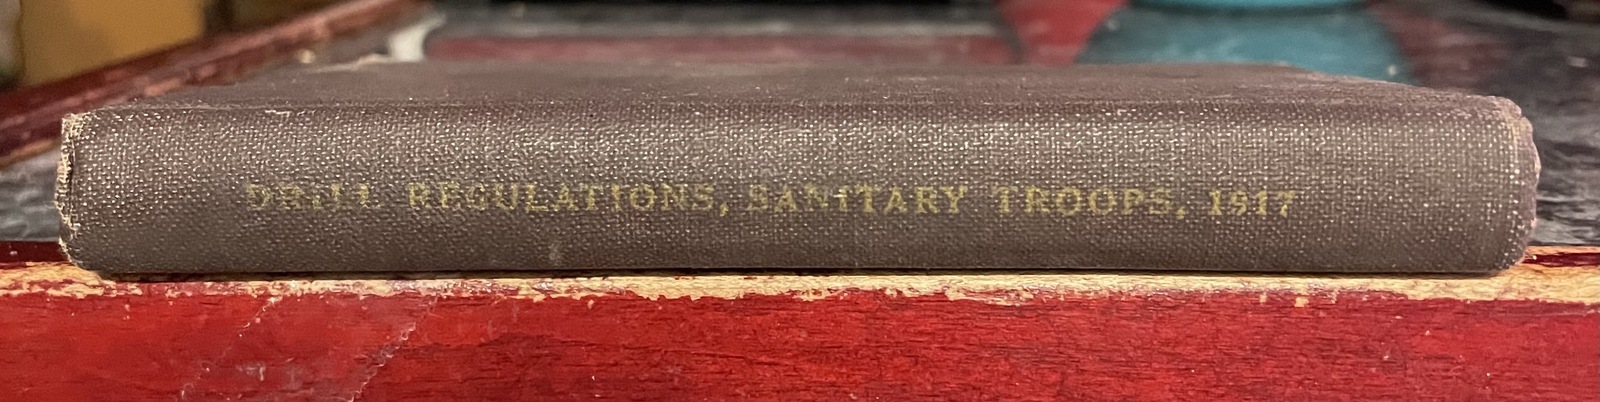 DRILL REGULATIONS, SANITARY TROOPS, 1917